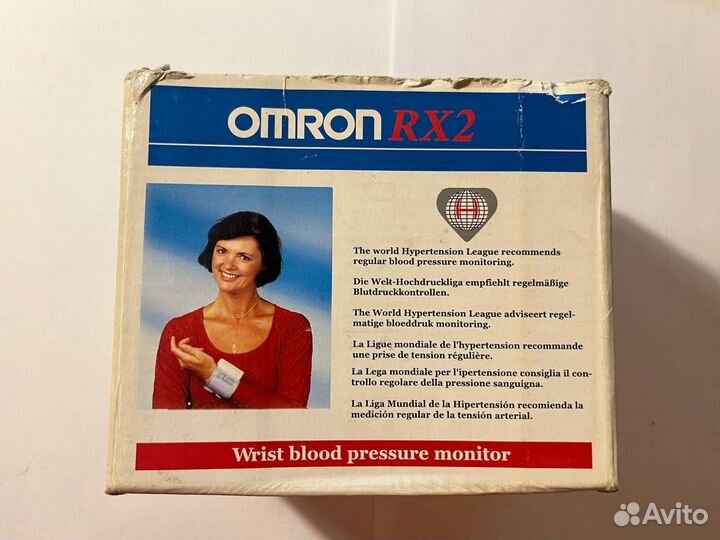 OMRON RX2
H
The world Hypertension League recommends
regular blood pressure monitoring.
Die Welt-Hochdruckliga empfiehlt regelmäßige
Blutdruckkontrollen.
The World Hypertension League adviseert regel-
matige bloeddruk monitoring.
La Ligue mondiale de l'hypertension recommande
une prise de tension régulière.
La Lega mondiale per l'ipertensione consiglia il con-
trollo regolare della pressione sanguigna.
La Liga Mundial de la Hipertensión recomienda la
medición regular de la tensión arterial.
Wrist blood pressure monitor
Avito